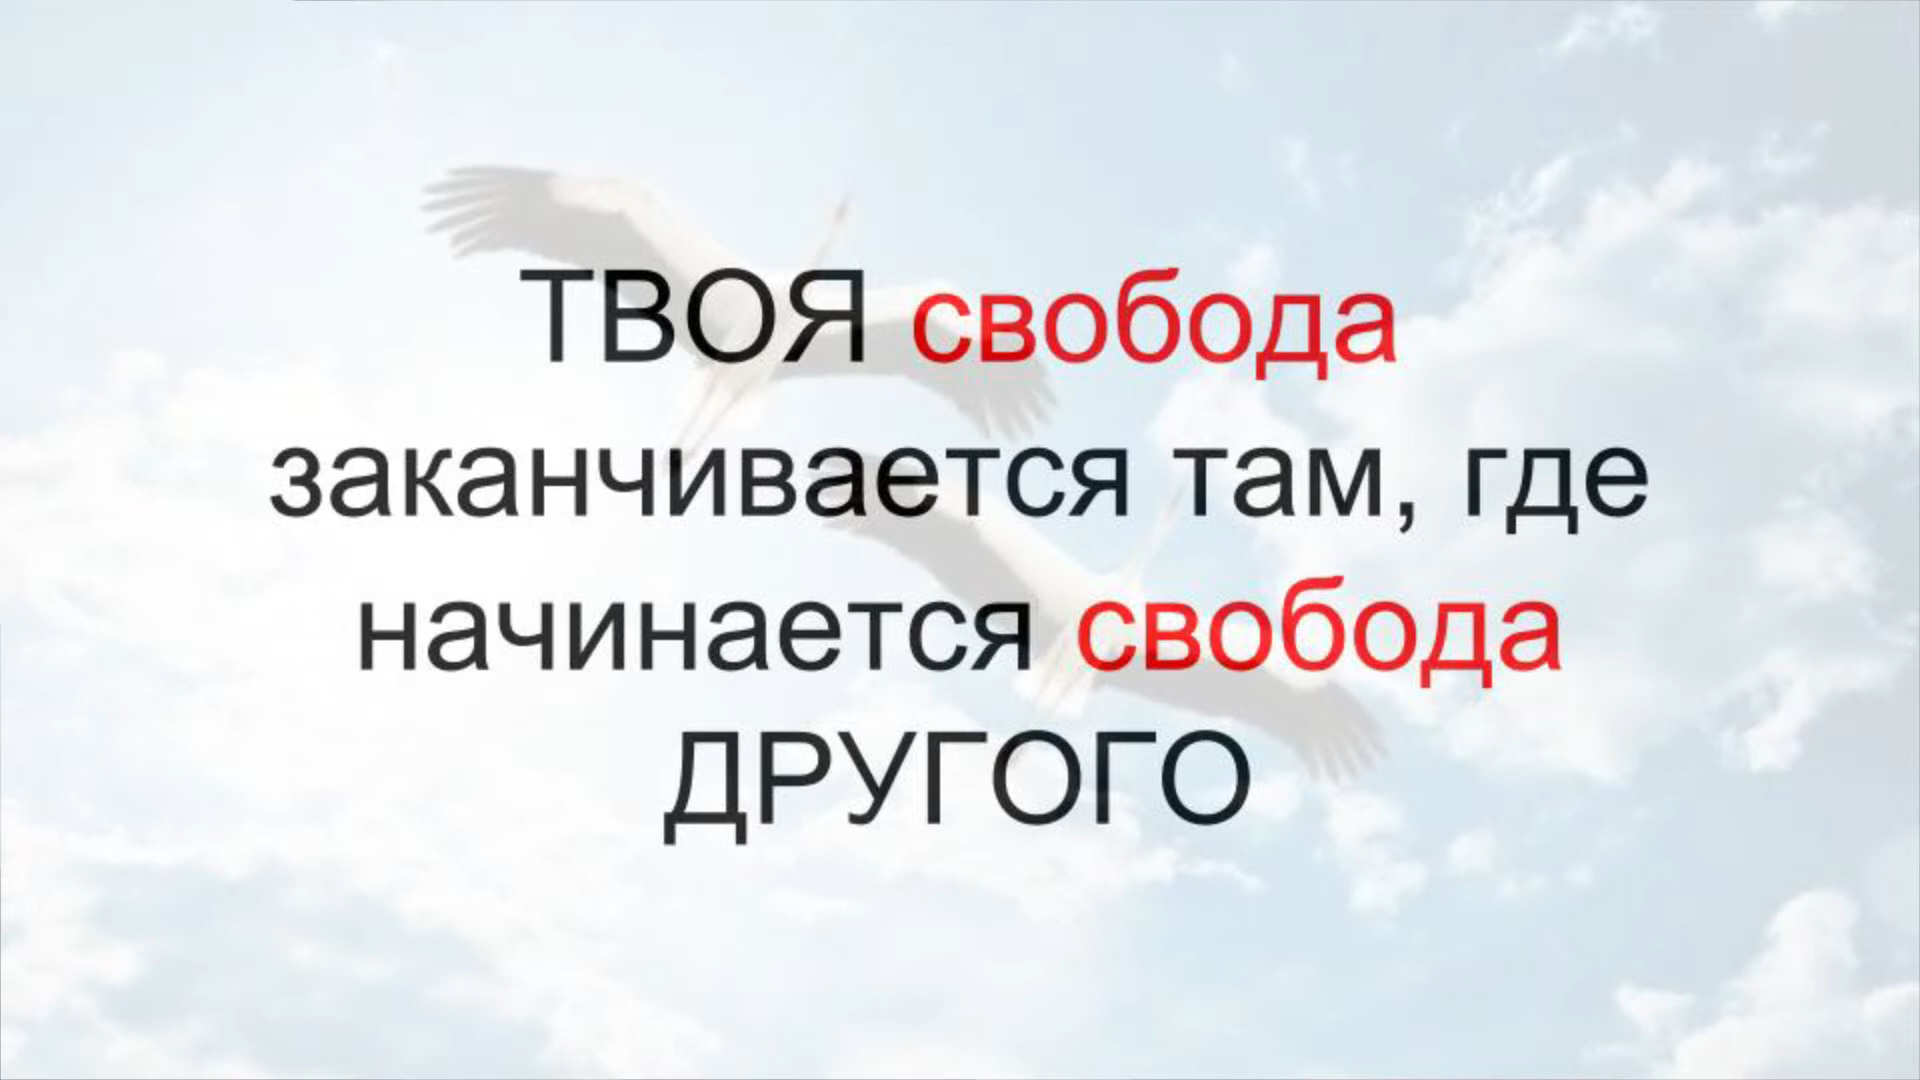 ТВОЯ свобода
заканчивается там, где
начинается свобода
ДРУГОГО